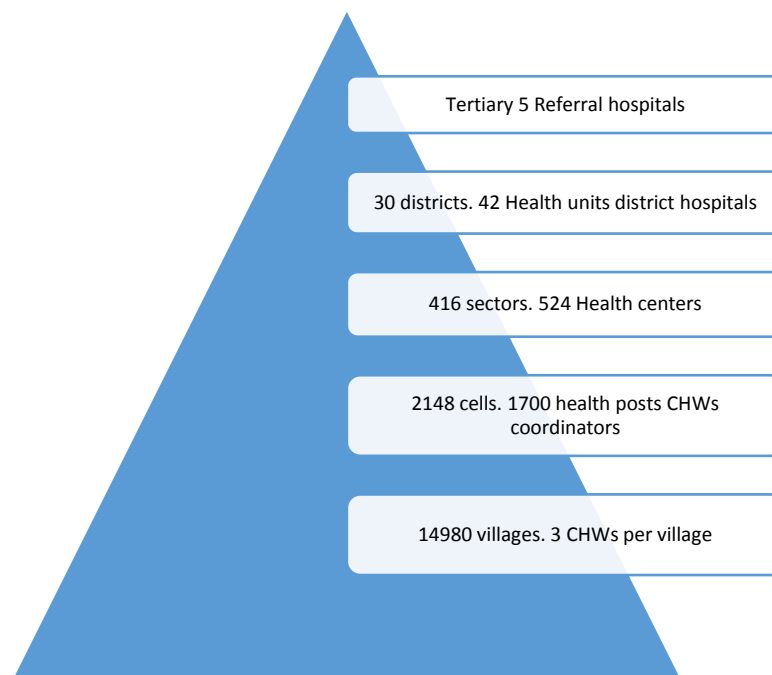 Tertiary 5 Referral hospitals
30 districts. 42 Health units district hospitals
416 sectors. 524 Health centers
2148 cells. 1700 health posts CHWs
coordinators
14980 villages. 3 CHWs per village